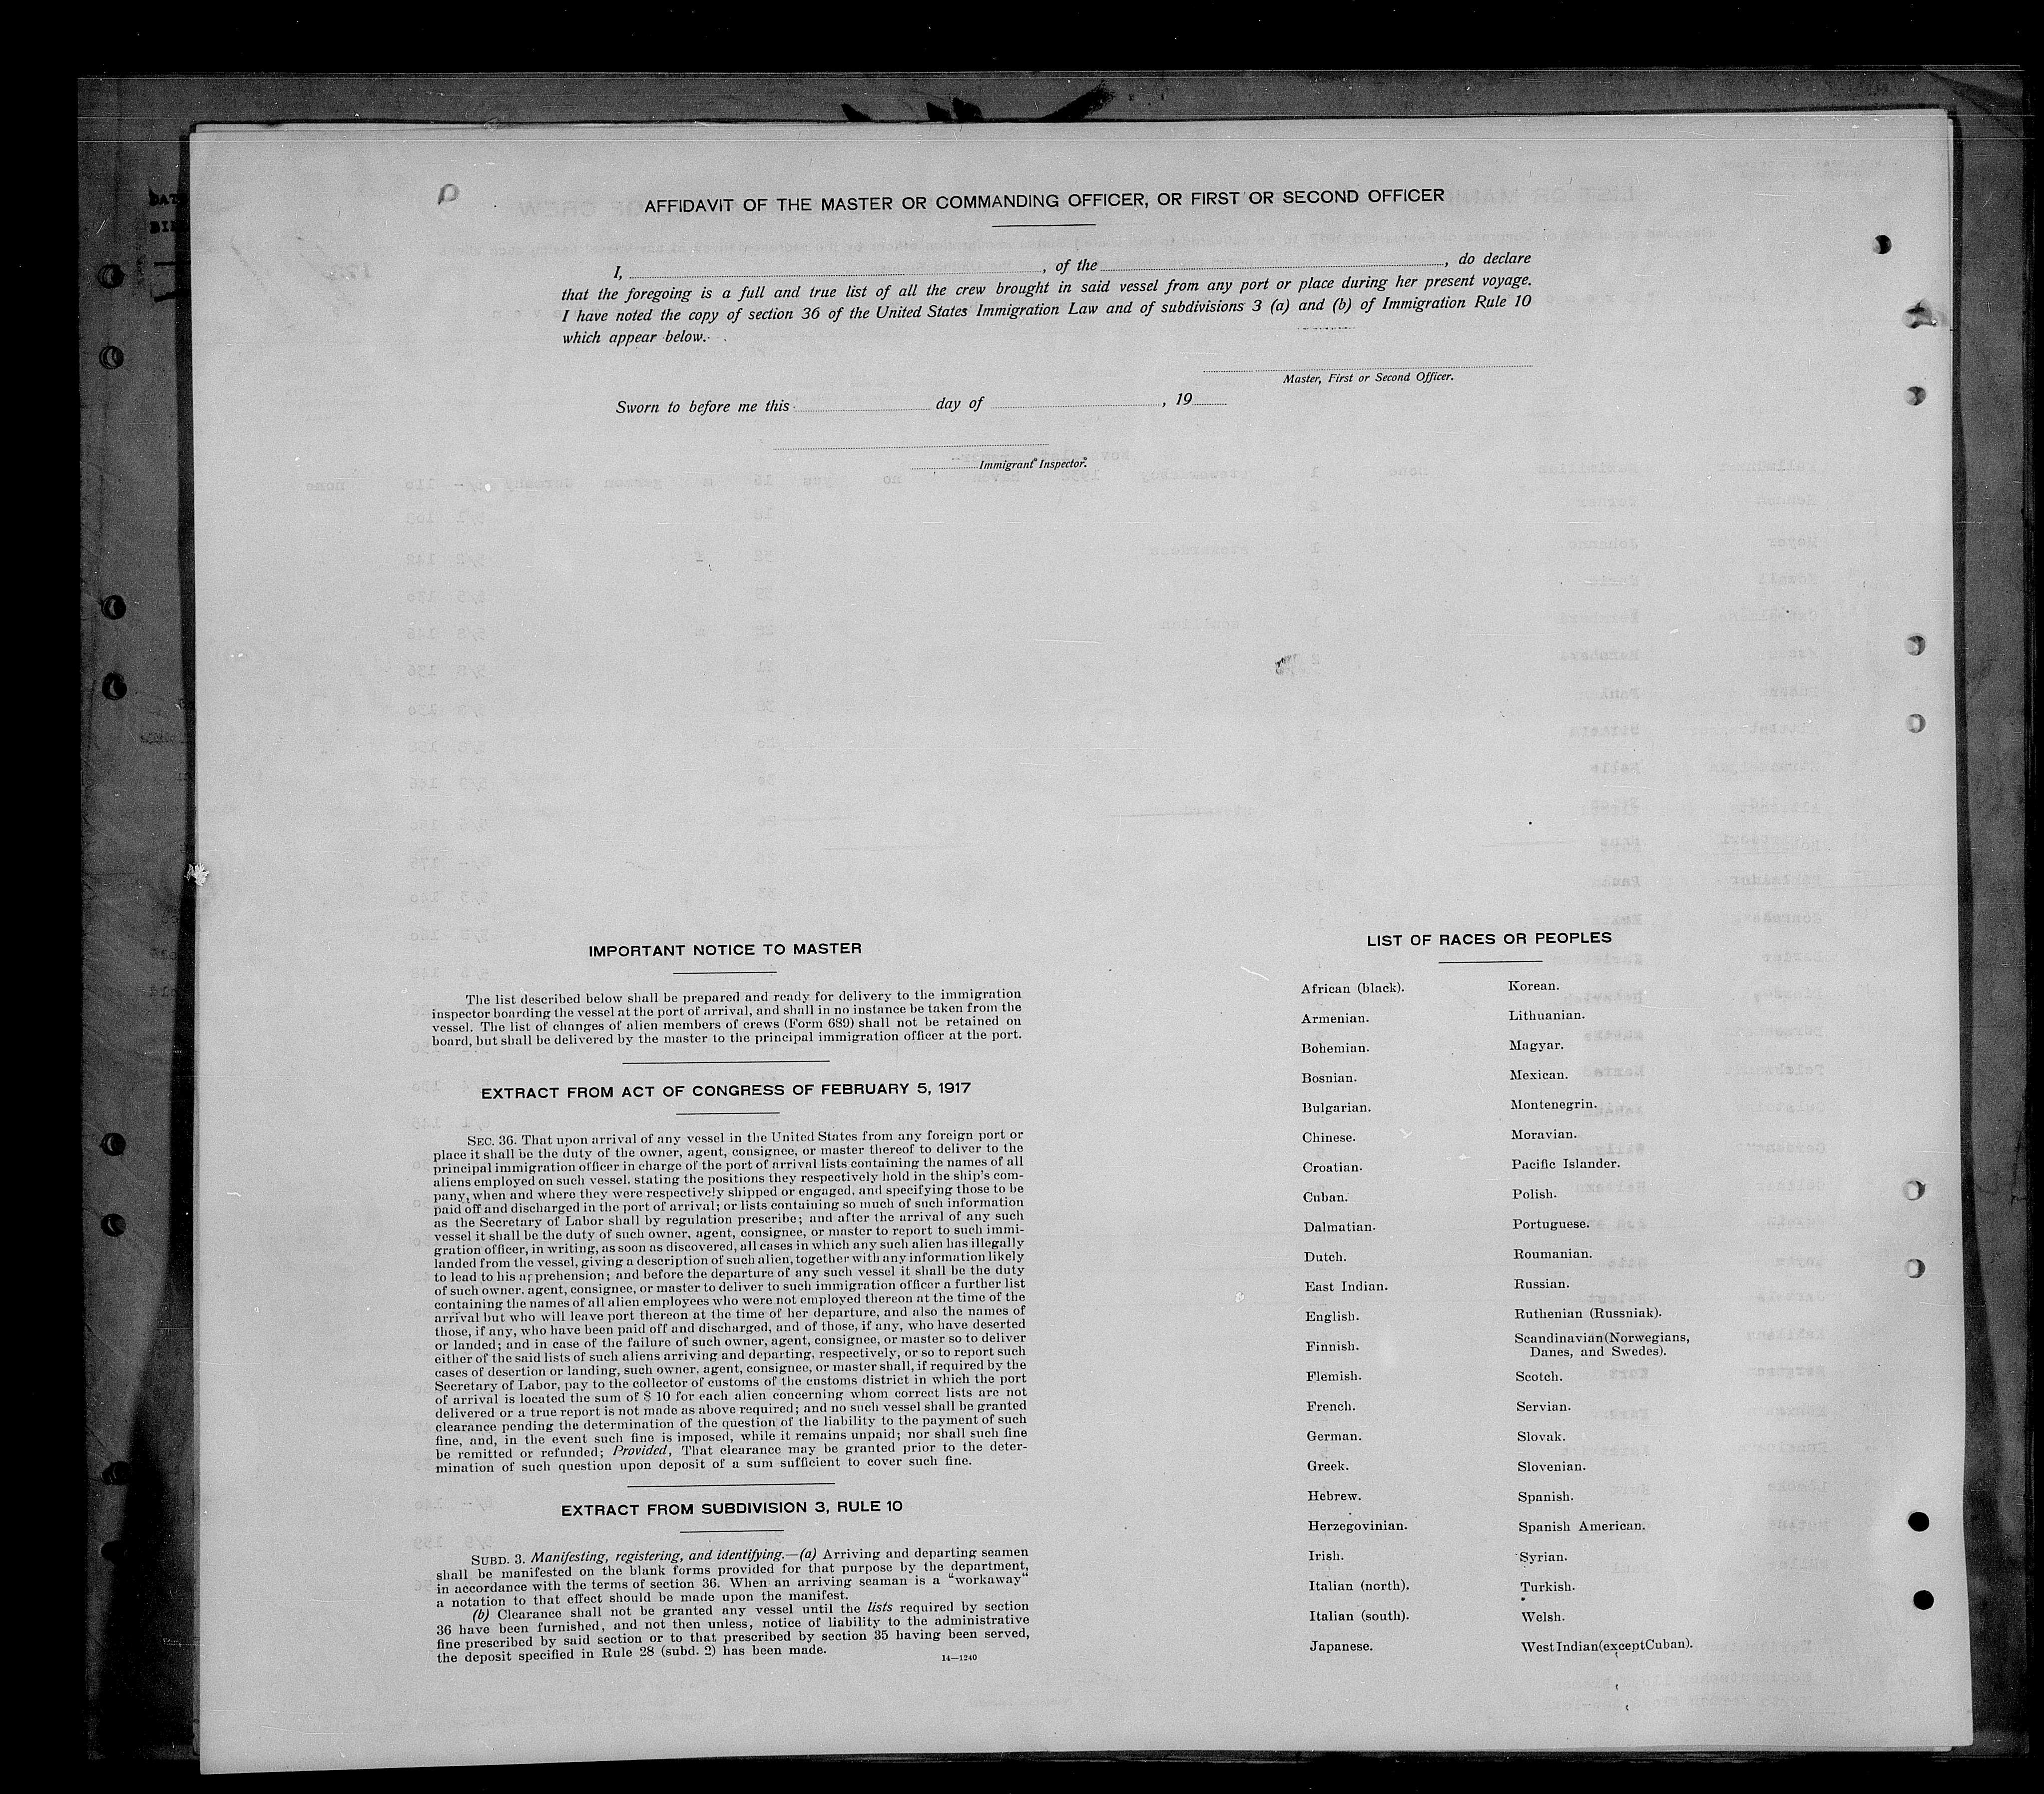 AFFIDAVIT OF THE MASTER OR COMMANDING OFFICER, OR FIRST OR SECOND OFFICER
I, , of the , do declare
that the foregoing is a full and true list of all the crew brought in said vessel from any port or place during her present voyage.
I have noted the copy of section 36 of the United States Immigration Law and of subdivisions 3 (a) and (b) of Immigration Rule 10
which appear below.
Master, First or Second Officer.
Sworn to before me this day of , 19
Immigrant Inspector.
IMPORTANT NOTICE TO MASTER
The list described below shall be prepared and ready for delivery to the immigration
inspector boarding the vessel at the port of arrival, and shall in no instance be taken from the
vessel. The list of changes of alien members of crews (Form 689) shall not be retained on
board, but shall be delivered by the master to the principal immigration officer at the port.
EXTRACT FROM ACT OF CONGRESS OF FEBRUARY 5, 1917
SEC. 36. That upon arrival of any vessel in the United States from any foreign port or
place it shall be the duty of the owner, agent, consignee, or master thereof to deliver to the
principal immigration officer in charge of the port of arrival lists containing the names of all
aliens employed on such vessel, stating the positions they respectively hold in the ship's com-
pany, when and where they were respectively shipped or engaged, and specifying those to be
paid off and discharged in the port of arrival; or lists containing so much of such information
as the Secretary of Labor shall by regulation prescribe; and after the arrival of any such
vessel it shall be the duty of such owner, agent, consignee, or master to report to such immi-
gration officer, in writing, as soon as discovered, all cases in which any such alien has illegally
landed from the vessel, giving a description of such alien, together with any information likely
to lead to his apprehension; and before the departure of any such vessel it shall be the duty
of such owner. agent, consignee, or master to deliver to such immigration officer a further list
containing the names of all alien employees who were not employed thereon at the time of the
arrival but who will leave port thereon at the time of her departure, and also the names of
those, if any, who have been paid off and discharged, and of those, if any, who have deserted
or landed; and in case of the failure of such owner, agent, consignee, or master so to deliver
either of the said lists of such aliens arriving and departing, respectively, or so to report such
cases of desertion or landing, such owner. agent, consignee, or master shall, if required by the
Secretary of Labor, pay to the collector of customs of the customs district in which the port
of arrival is located the sum of $ 10 for each alien concerning whom correct lists are not
delivered or a true report is not made as above required; and no such vessel shall be granted
clearance pending the determination of the question of the liability to the payment of such
fine, and, in the event such fine is imposed, while it remains unpaid; nor shall such fine
be remitted or refunded; Provided, That clearance may be granted prior to the deter-
mination of such question upon deposit of a sum sufficient to cover such fine.
EXTRACT FROM SUBDIVISION 3, RULE 10
SUBD. 3. Manifesting, registering, and identifying.—(a) Arriving and departing seamen
shall be manifested on the blank forms provided for that purpose by the department,
in accordance with the terms of section 36. When an arriving seaman is a "workaway"
a notation to that effect should be made upon the manifest.
(b) Clearance shall not be granted any vessel until the lists required by section
36 have been furnished, and not then unless, notice of liability to the administrative
fine prescribed by said section or to that prescribed by section 35 having been served,
the deposit specified in Rule 28 (subd. 2) has been made.
14—1240
LIST OF RACES OR PEOPLES
African (black).
Armenian.
Bohemian.
Bosnian.
Bulgarian.
Chinese.
Croatian.
Cuban.
Dalmatian.
Dutch.
East Indian.
English.
Finnish.
Flemish.
French.
German.
Greek.
Hebrew.
Herzegovinian.
Irish.
Italian (north).
Italian (south).
Japanese.
Korean.
Lithuanian.
Magyar.
Mexican.
Montenegrin.
Moravian.
Pacific Islander.
Polish.
Portuguese.
Roumanian.
Russian.
Ruthenian (Russniak).
Scandinavian(Norwegians,
Danes, and Swedes).
Scotch.
Servian.
Slovak.
Slovenian.
Spanish.
Spanish American.
Syrian.
Turkish.
Welsh.
West Indian(exceptCuban).